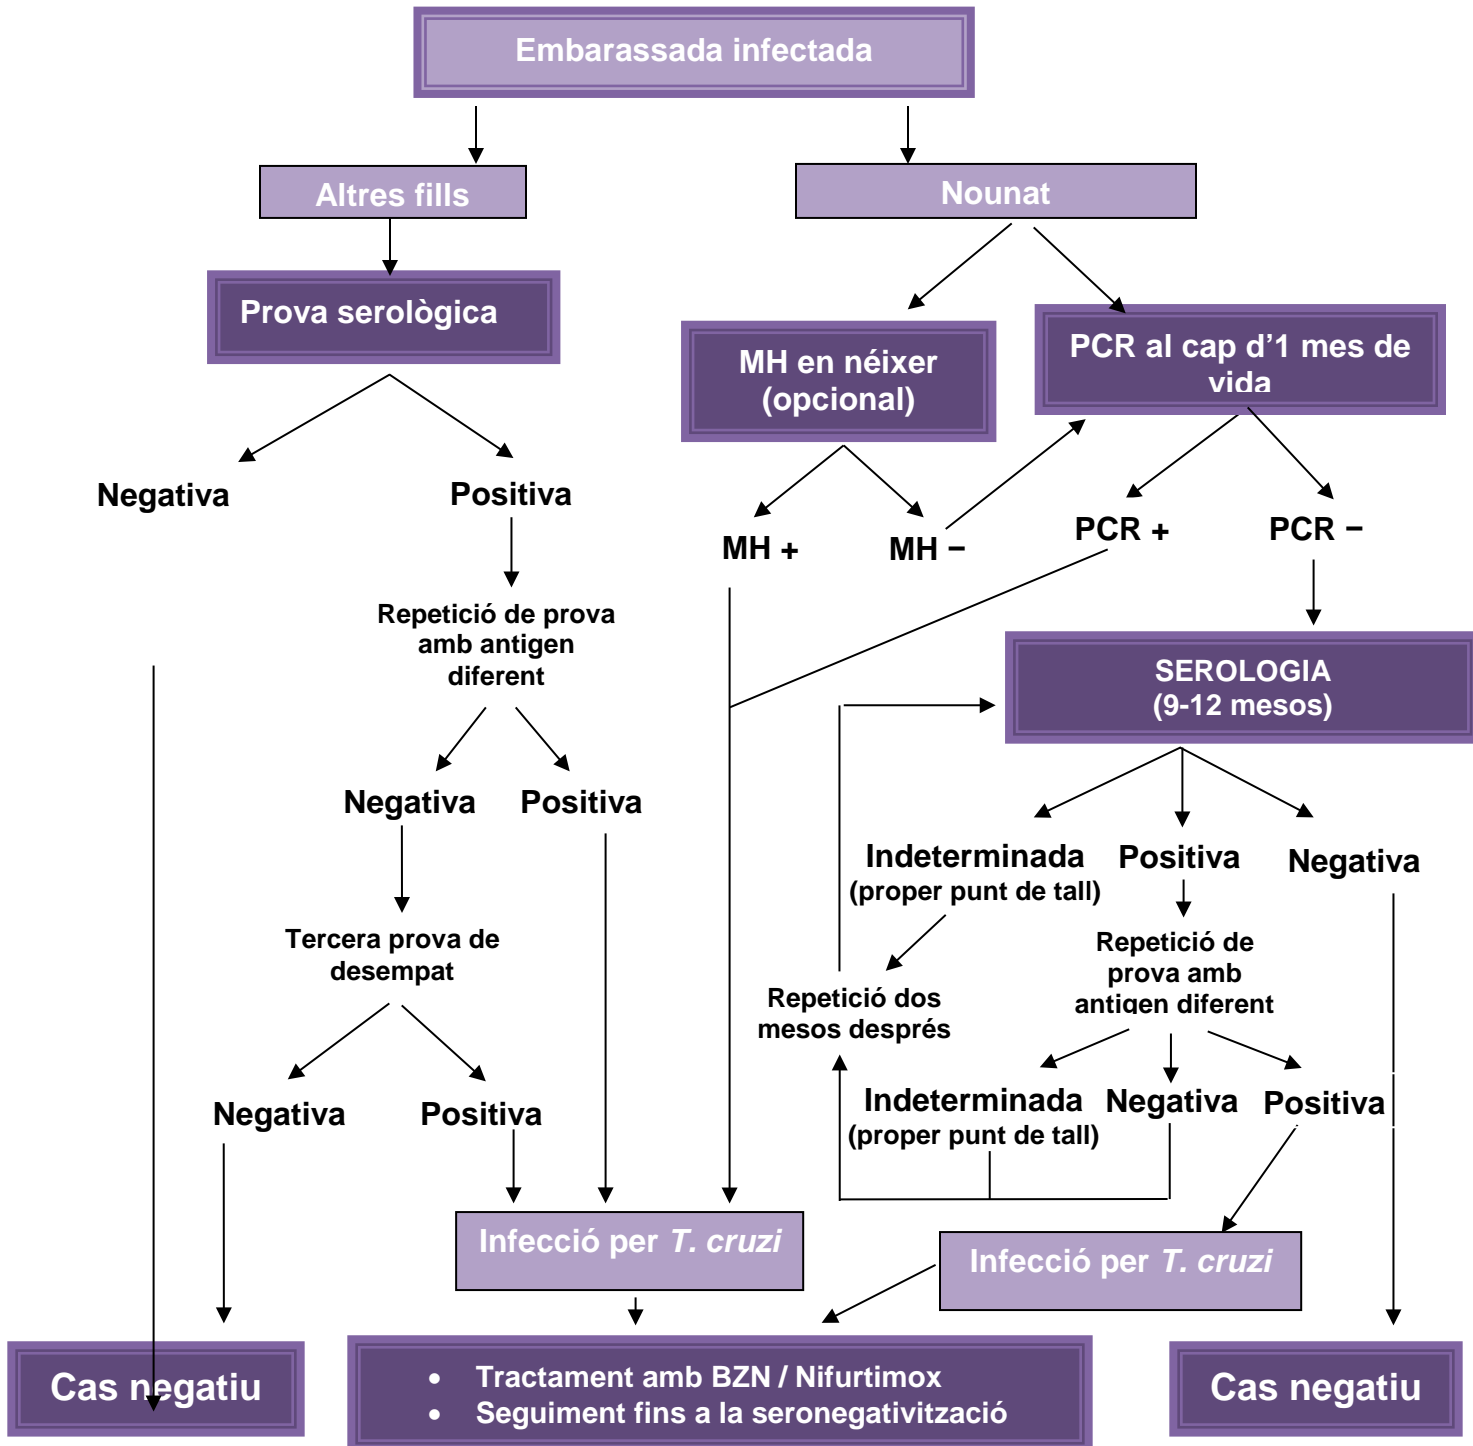 Embarassada infectada
Altres fills
Nounat
Prova serològica
MH en néixer
(opcional)
PCR al cap d’1 mes de
vida
Negativa
Positiva
MH +
MH −
PCR +
PCR −
Repetició de prova
amb antigen
diferent
SEROLOGIA
(9-12 mesos)
Negativa
Positiva
Indeterminada
(proper punt de tall)
Positiva
Negativa
Tercera prova de
desempat
Repetició dos
mesos després
Repetició de
prova amb
antigen diferent
Negativa
Positiva
Indeterminada
(proper punt de tall)
Negativa
Positiva
Infecció per T. cruzi
Infecció per T. cruzi
Cas negatiu
• Tractament amb BZN / Nifurtimox
• Seguiment fins a la seronegativització
Cas negatiu